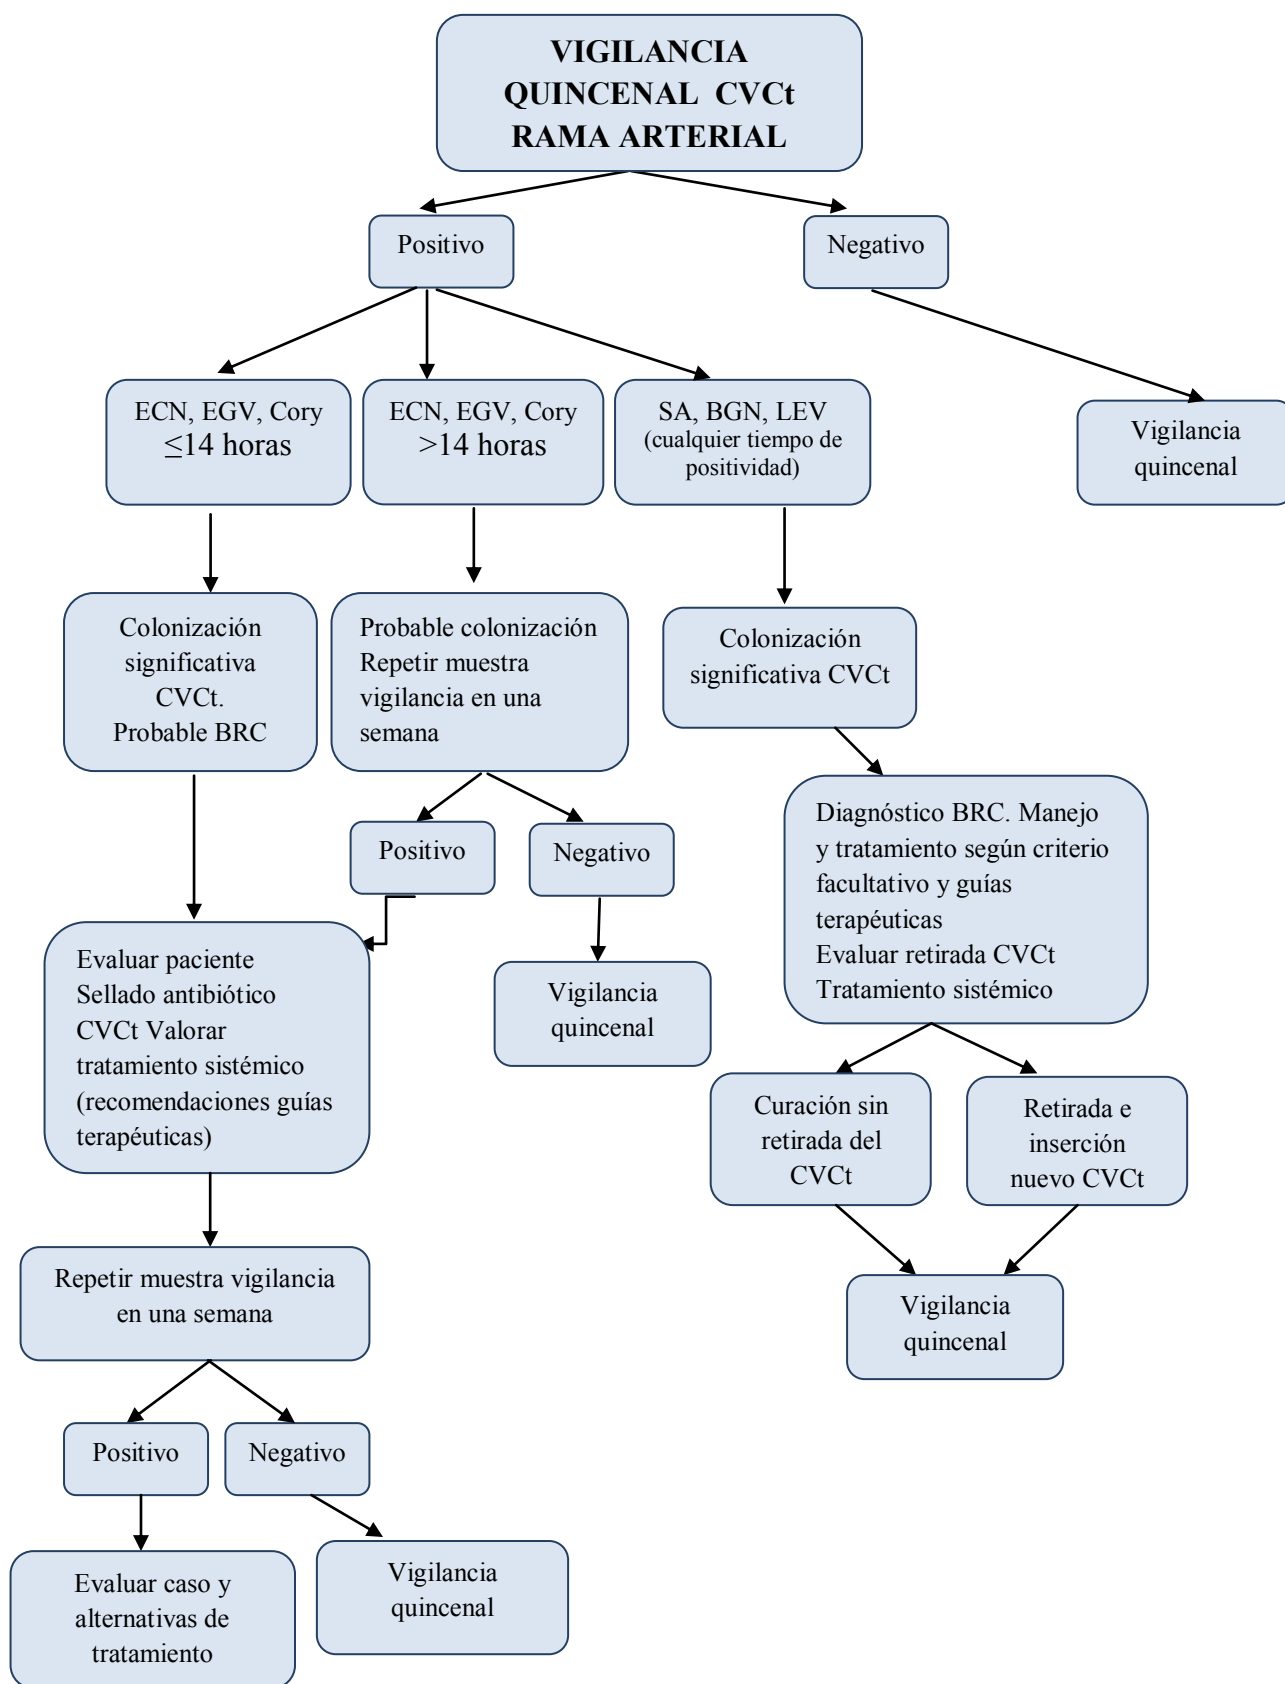 VIGILANCIA
QUINCENAL CVCt
RAMA ARTERIAL
Positivo
Negativo
ECN, EGV, Cory
≤14 horas
ECN, EGV, Cory
>14 horas
SA, BGN, LEV
(cualquier tiempo de
positividad)
Vigilancia
quincenal
Colonización
significativa
CVCt.
Probable BRC
Probable colonización
Repetir muestra
vigilancia en una
semana
Colonización
significativa CVCt
Positivo
Negativo
Diagnóstico BRC. Manejo
y tratamiento según criterio
facultativo y guías
terapéuticas
Evaluar retirada CVCt
Tratamiento sistémico
Evaluar paciente
Sellado antibiótico
CVCt Valorar
tratamiento sistémico
(recomendaciones guías
terapéuticas)
Vigilancia
quincenal
Curación sin
retirada del
CVCt
Retirada e
inserción
nuevo CVCt
Repetir muestra vigilancia
en una semana
Vigilancia
quincenal
Positivo
Negativo
Evaluar caso y
alternativas de
tratamiento
Vigilancia
quincenal